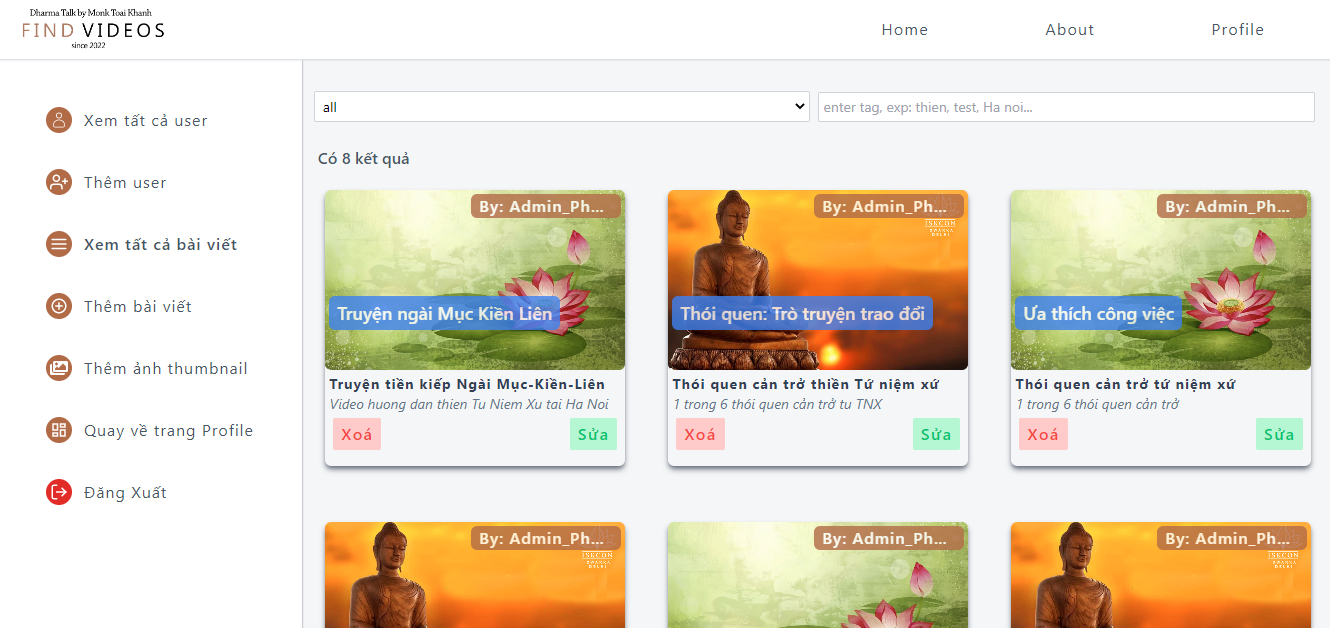 Dharma Talk by Monk Toai Khanh
FIND VIDEOS
since 2022
Home
About
Profile
Xem tất cả user
Thêm user
Xem tất cả bài viết
Thêm bài viết
Thêm ảnh thumbnail
Quay về trang Profile
Đăng Xuất
all
enter tag, exp: thien, test, Ha noi...
Có 8 kết quả
By: Admin_Ph...
Truyện ngài Mục Kiền Liên
Truyện tiền kiếp Ngài Mục-Kiền-Liên
Video huong dan thien Tu Niem Xu tai Ha Noi
Xoá
Sửa
By: Admin_Ph...
ISKCON
DWARKA
DELHI
Thói quen: Trò truyện trao đổi
Thói quen cản trở thiền Tứ niệm xứ
1 trong 6 thói quen cản trở tu TNX
Xoá
Sửa
By: Admin_Ph...
Ưa thích công việc
Thói quen cản trở tứ niệm xứ
1 trong 6 thói quen cản trở
Xoá
Sửa
By: Admin_Ph...
ISKCON
DWARKA
DELHI
By: Admin_Ph...
By: Admin_Ph...
ISKCON
DWARKA
DELHI